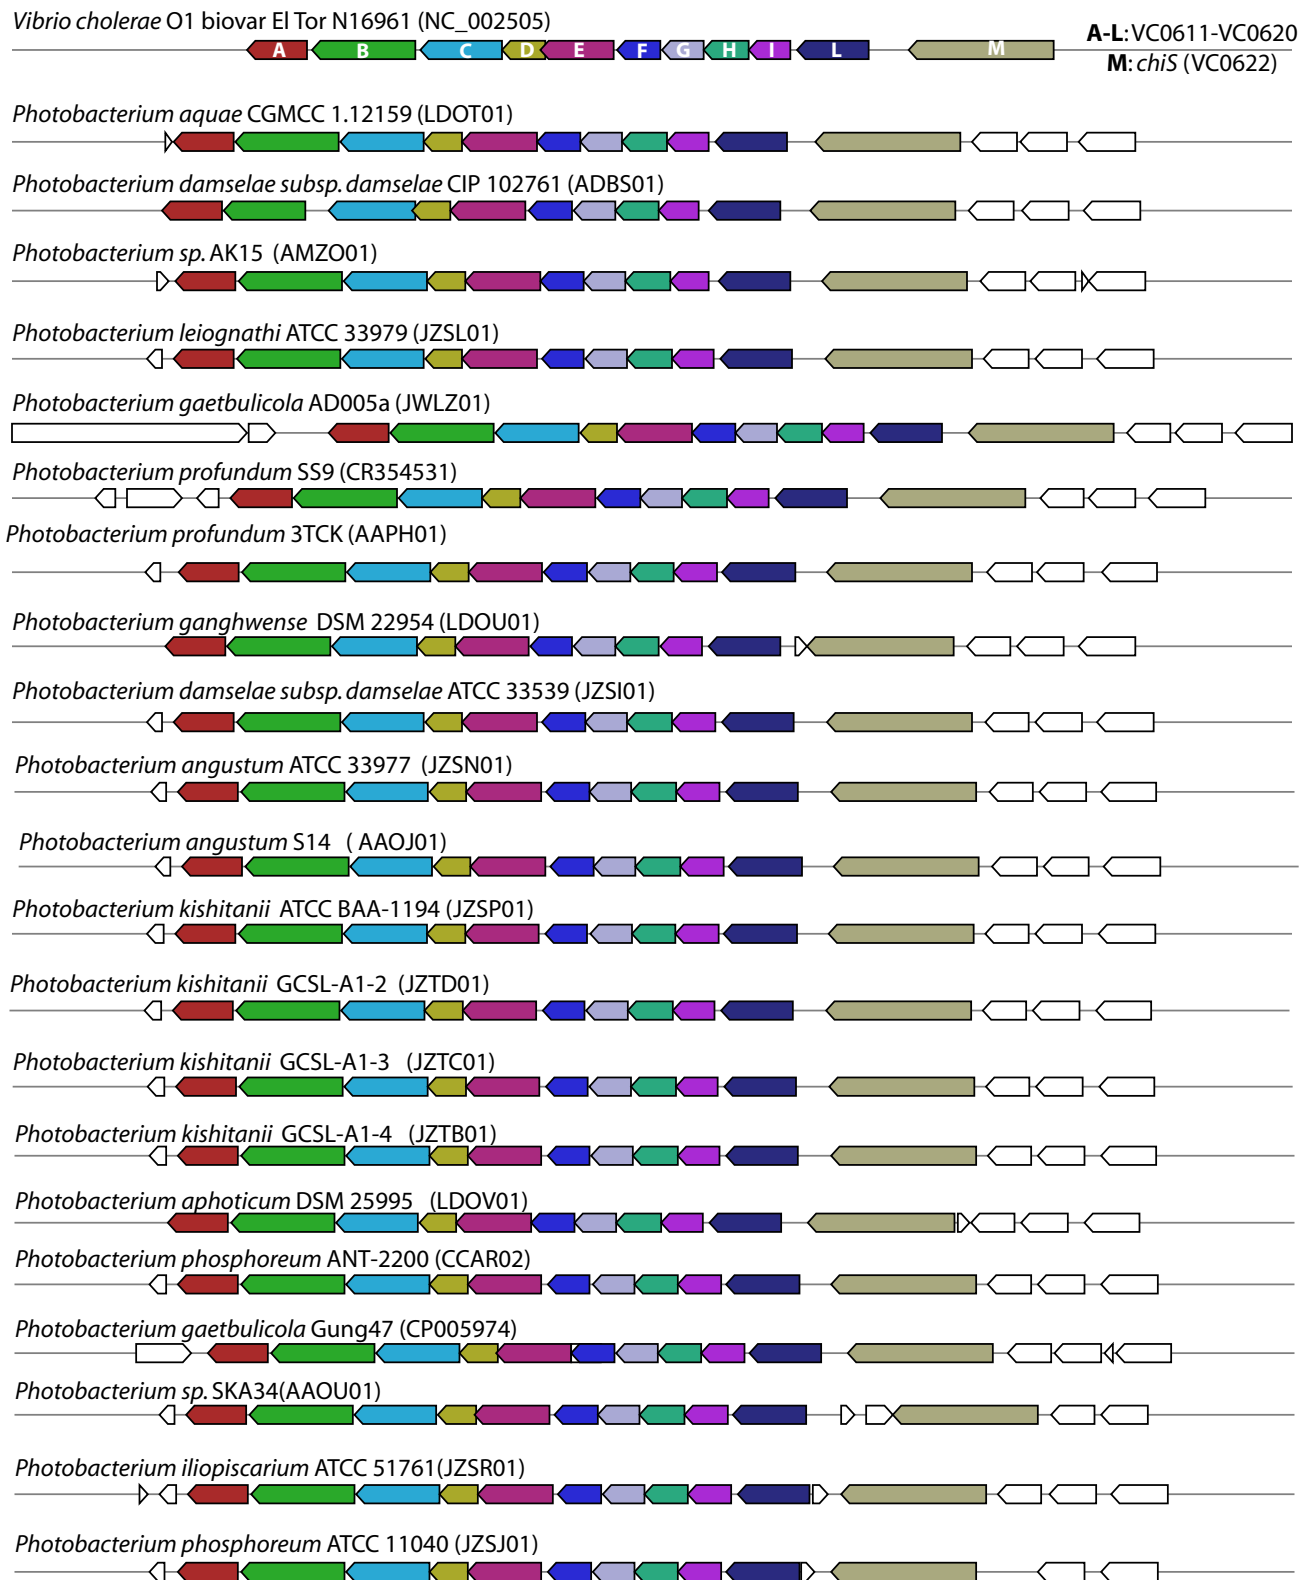 Vibrio cholerae O1 biovar El Tor N16961 (NC_002505)
A B C D E F G H I L M
A-L:VC0611-VC0620
M:chiS (VC0622)
Photobacterium aquae CGMCC 1.12159 (LDOT01)
Photobacterium damselae subsp. damselae CIP 102761 (ADBS01)
Photobacterium sp. AK15 (AMZO01)
Photobacterium leiognathi ATCC 33979 (JZSL01)
Photobacterium gaetbulicola AD005a (JWLZ01)
Photobacterium profundum SS9 (CR354531)
Photobacterium profundum 3TCK (AAPH01)
Photobacterium ganghwense DSM 22954 (LDOU01)
Photobacterium damselae subsp. damselae ATCC 33539 (JZSI01)
Photobacterium angustum ATCC 33977 (JZSN01)
Photobacterium angustum S14 ( AAOJ01)
Photobacterium kishitanii ATCC BAA-1194 (JZSP01)
Photobacterium kishitanii GCSL-A1-2 (JZTD01)
Photobacterium kishitanii GCSL-A1-3 (JZTC01)
Photobacterium kishitanii GCSL-A1-4 (JZTB01)
Photobacterium aphoticum DSM 25995 (LDOV01)
Photobacterium phosphoreum ANT-2200 (CCAR02)
Photobacterium gaetbulicola Gung47 (CP005974)
Photobacterium sp. SKA34(AAOU01)
Photobacterium iliopiscarium ATCC 51761(JZSR01)
Photobacterium phosphoreum ATCC 11040 (JZSJ01)